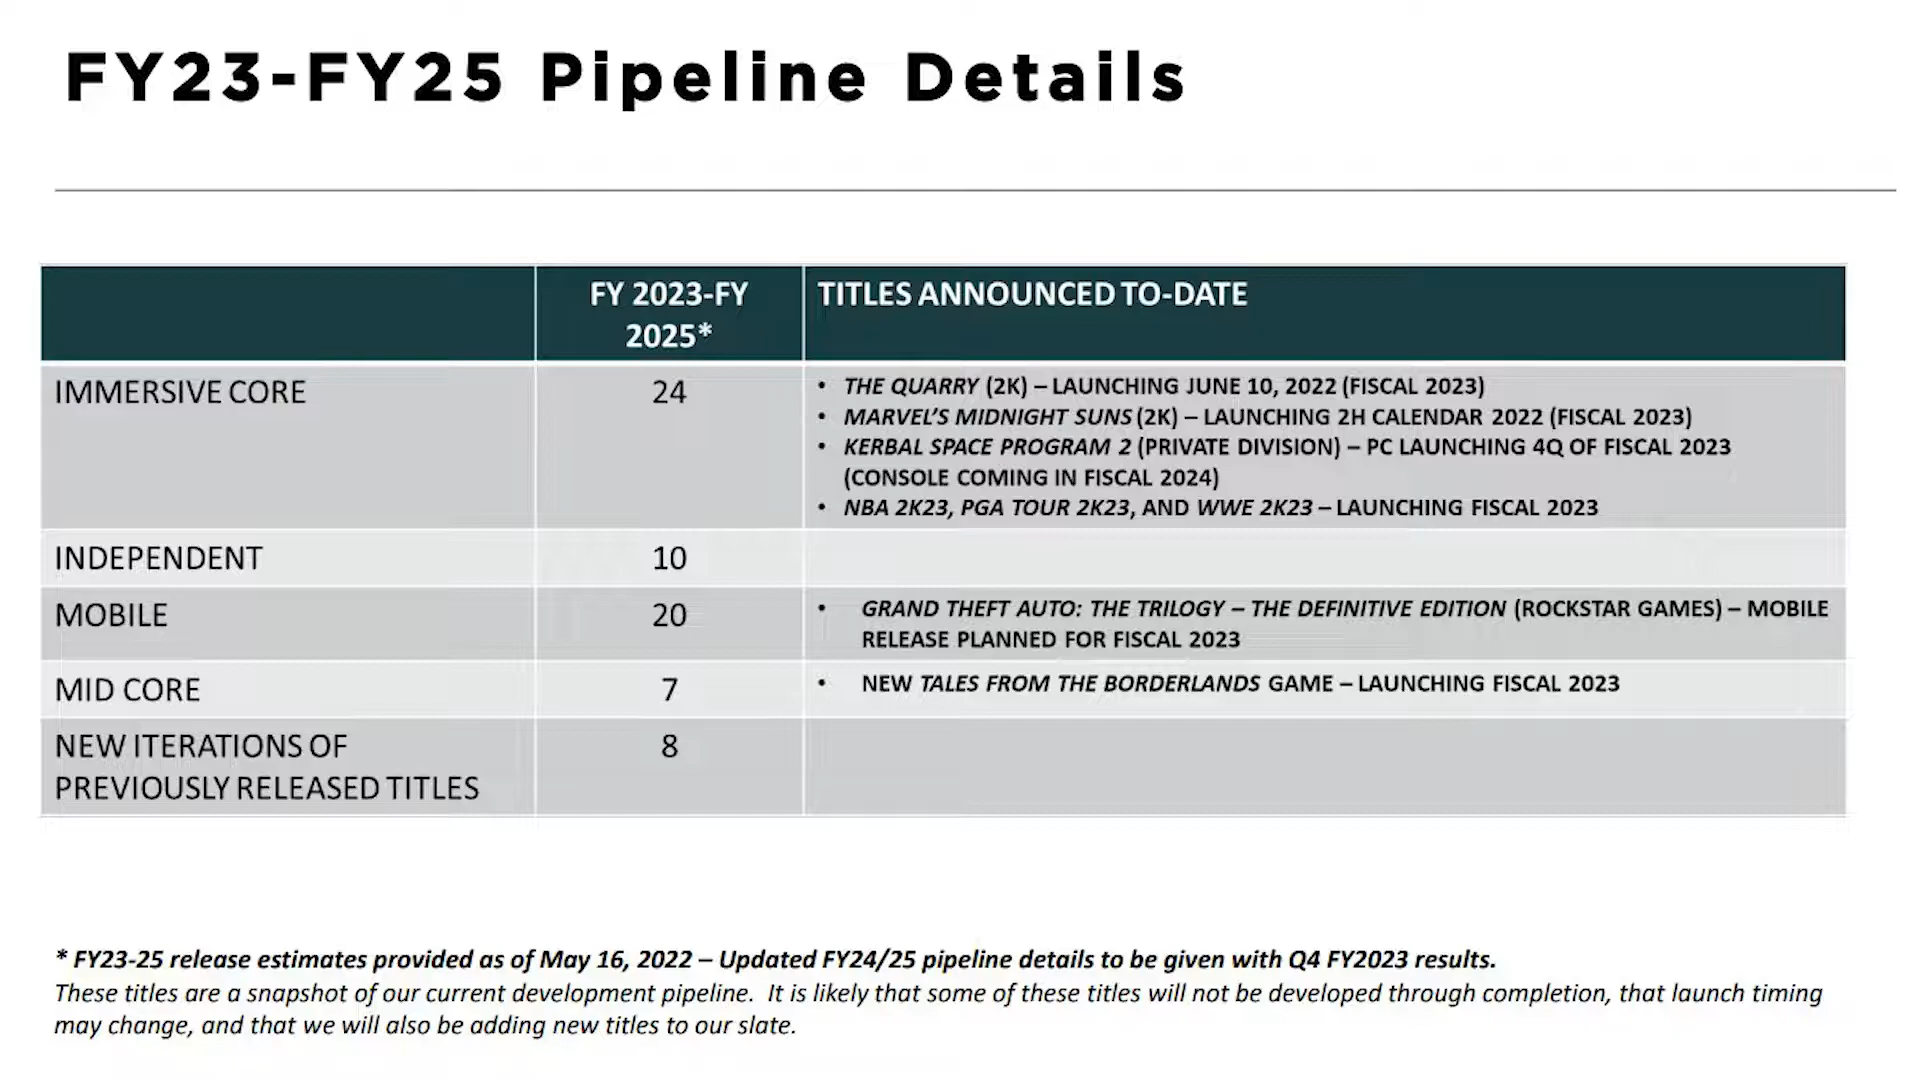 FY23-FY25 Pipeline Details
FY 2023-FY
2025*
TITLES ANNOUNCED TO-DATE
IMMERSIVE CORE
24
• THE QUARRY (2K) – LAUNCHING JUNE 10, 2022 (FISCAL 2023)
• MARVEL'S MIDNIGHT SUNS (2K) – LAUNCHING 2H CALENDAR 2022 (FISCAL 2023)
• KERBAL SPACE PROGRAM 2 (PRIVATE DIVISION) – PC LAUNCHING 4Q OF FISCAL 2023
(CONSOLE COMING IN FISCAL 2024)
• NBA 2K23, PGA TOUR 2K23, AND WWE 2K23 – LAUNCHING FISCAL 2023
INDEPENDENT
10
MOBILE
20
• GRAND THEFT AUTO: THE TRILOGY – THE DEFINITIVE EDITION (ROCKSTAR GAMES) – MOBILE
RELEASE PLANNED FOR FISCAL 2023
MID CORE
7
• NEW TALES FROM THE BORDERLANDS GAME – LAUNCHING FISCAL 2023
NEW ITERATIONS OF
PREVIOUSLY RELEASED TITLES
8
* FY23-25 release estimates provided as of May 16, 2022 – Updated FY24/25 pipeline details to be given with Q4 FY2023 results.
These titles are a snapshot of our current development pipeline. It is likely that some of these titles will not be developed through completion, that launch timing
may change, and that we will also be adding new titles to our slate.